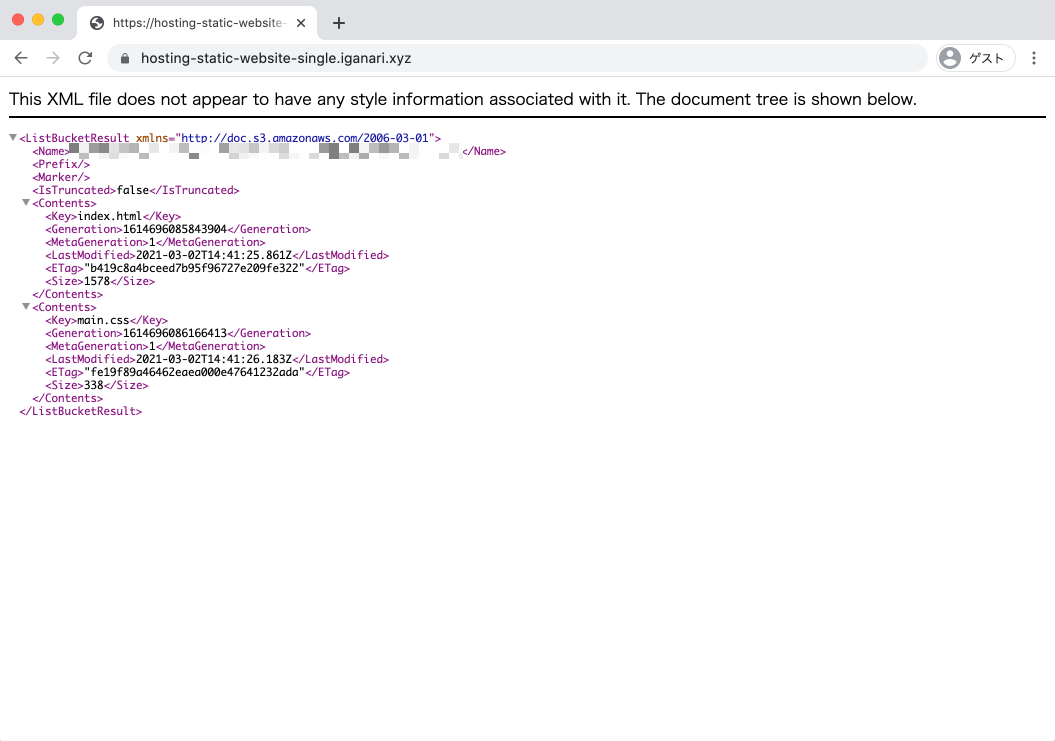 https://hosting-static-website-
hosting-static-website-single.iganari.xyz
ゲスト
This XML file does not appear to have any style information associated with it. The document tree is shown below.
<ListBucketResult xmlns="http://doc.s3.amazonaws.com/2006-03-01">
<Name></Name>
<Prefix/>
<Marker/>
<IsTruncated>false</IsTruncated>
<Contents>
<Key>index.html</Key>
<Generation>1614696085843904</Generation>
<MetaGeneration>1</MetaGeneration>
<LastModified>2021-03-02T14:41:25.861Z</LastModified>
<ETag>"b419c8a4bceed7b95f96727e209fe322"</ETag>
<Size>1578</Size>
</Contents>
<Contents>
<Key>main.css</Key>
<Generation>1614696086166413</Generation>
<MetaGeneration>1</MetaGeneration>
<LastModified>2021-03-02T14:41:26.183Z</LastModified>
<ETag>"fe19f89a46462eaea000e47641232ada"</ETag>
<Size>338</Size>
</Contents>
</ListBucketResult>